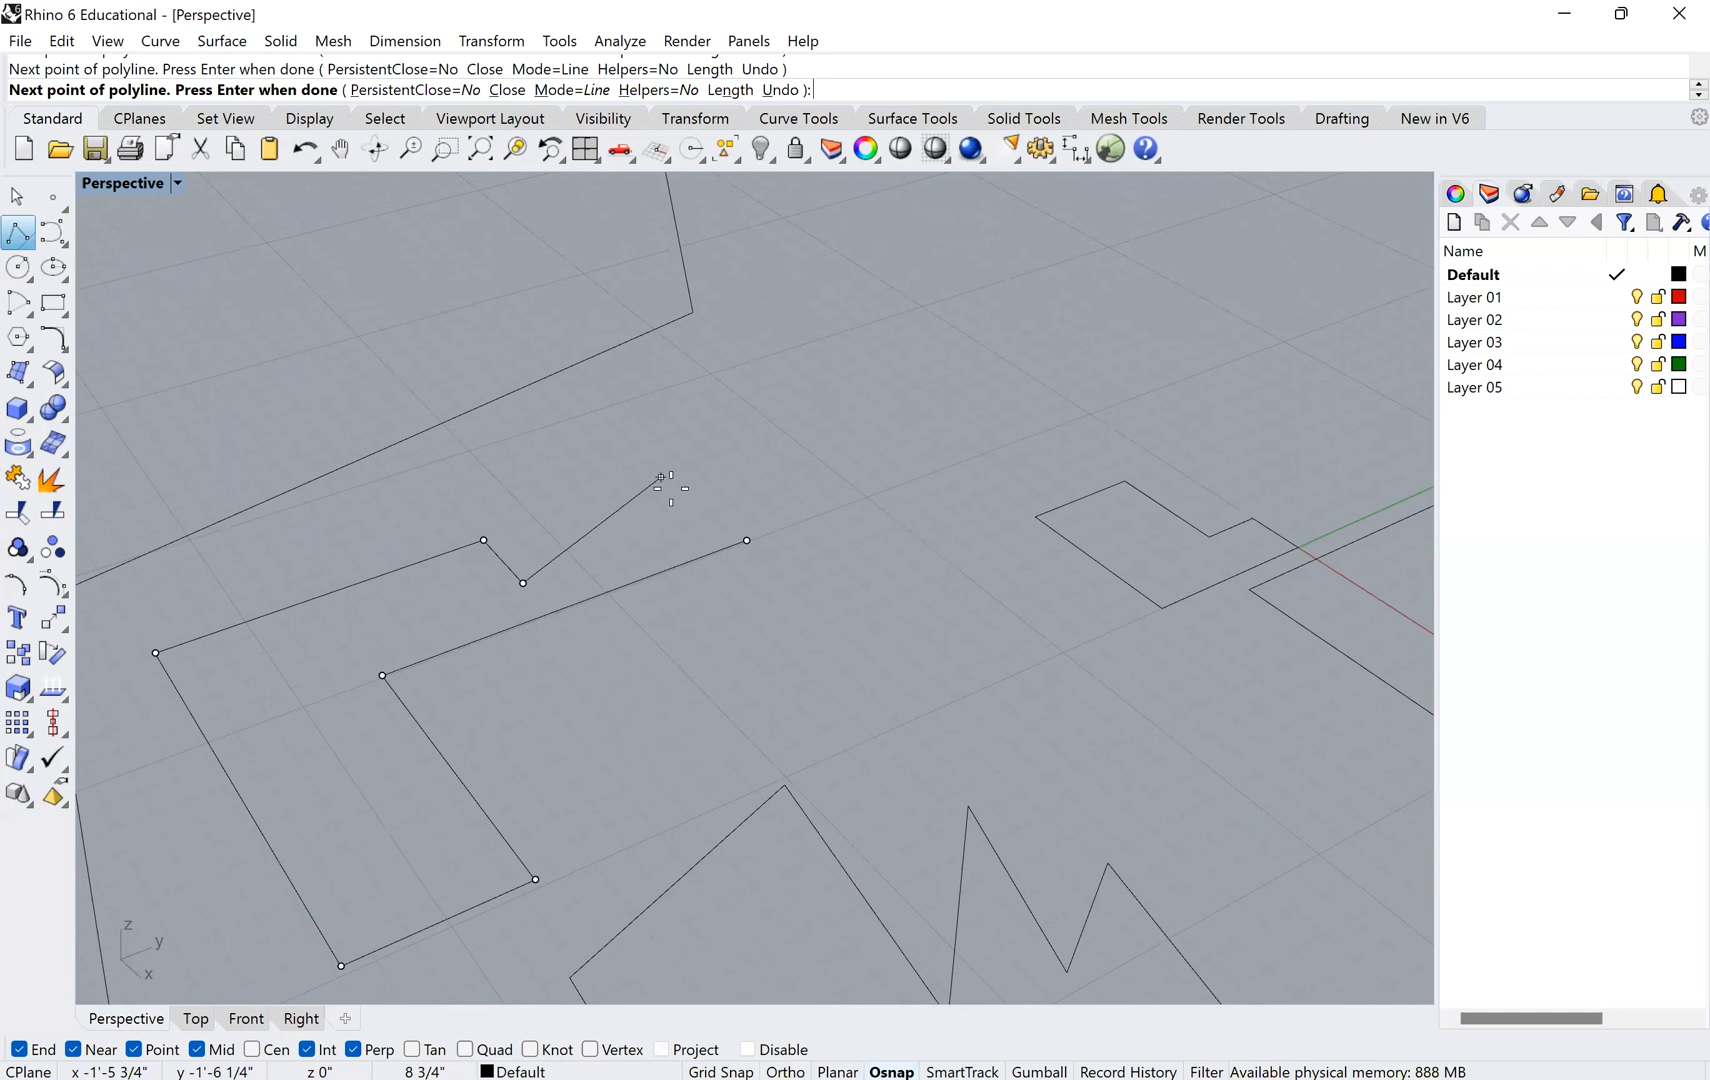 Rhino 6 Educational - [Perspective]
File Edit View Curve Surface Solid Mesh Dimension Transform Tools Analyze Render Panels Help
Next point of polyline. Press Enter when done ( PersistentClose=No Close Mode=Line Helpers=No Length Undo )
Next point of polyline. Press Enter when done ( PersistentClose=No Close Mode=Line Helpers=No Length Undo ):
Standard CPlanes Set View Display Select Viewport Layout Visibility Transform Curve Tools Surface Tools Solid Tools Mesh Tools Render Tools Drafting New in V6
Perspective
Name M
Default
Layer 01
Layer 02
Layer 03
Layer 04
Layer 05
z
y
x
Perspective Top Front Right
End Near Point Mid Cen Int Perp Tan Quad Knot Vertex Project Disable
CPlane x -1'-5 3/4" y -1'-6 1/4" z 0" 8 3/4" Default Grid Snap Ortho Planar Osnap SmartTrack Gumball Record History Filter Available physical memory: 888 MB